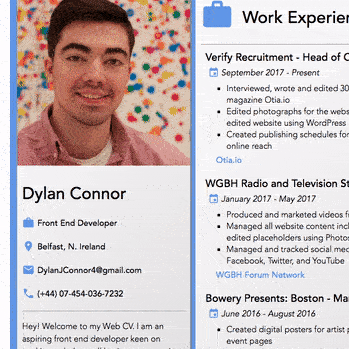 Dylan Connor
Front End Developer
Belfast, N. Ireland
DylanJConnor4@gmail.com
(+44) 07-454-036-7232
Hey! Welcome to my Web CV. I am an
aspiring front end developer keen on
Work Experien
Verify Recruitment - Head of C
September 2017 - Present
Interviewed, wrote and edited 30
magazine Otia.io
Edited photographs for the webs
edited website using WordPress
Created publishing schedules for
online reach
Otia.io
WGBH Radio and Television St
January 2017 - May 2017
Produced and marketed videos f
Managed all website content incl
edited placeholders using Photos
Managed and tracked social med
Facebook, Twitter, and YouTube
WGBH Forum Network
Bowery Presents: Boston - Mar
June 2016 - August 2016
Created digital posters for artist p
event pages